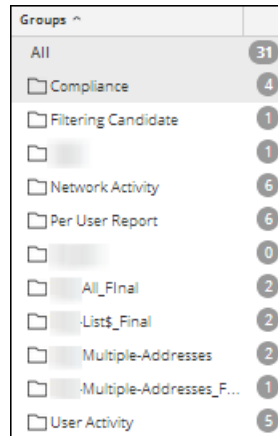 Groups ^
All 31
Compliance 4
Filtering Candidate 1
1
Network Activity 6
Per User Report 6
0
All_FInal 2
-List$_Final 2
Multiple-Addresses 2
-Multiple-Addresses_F... 1
User Activity 5